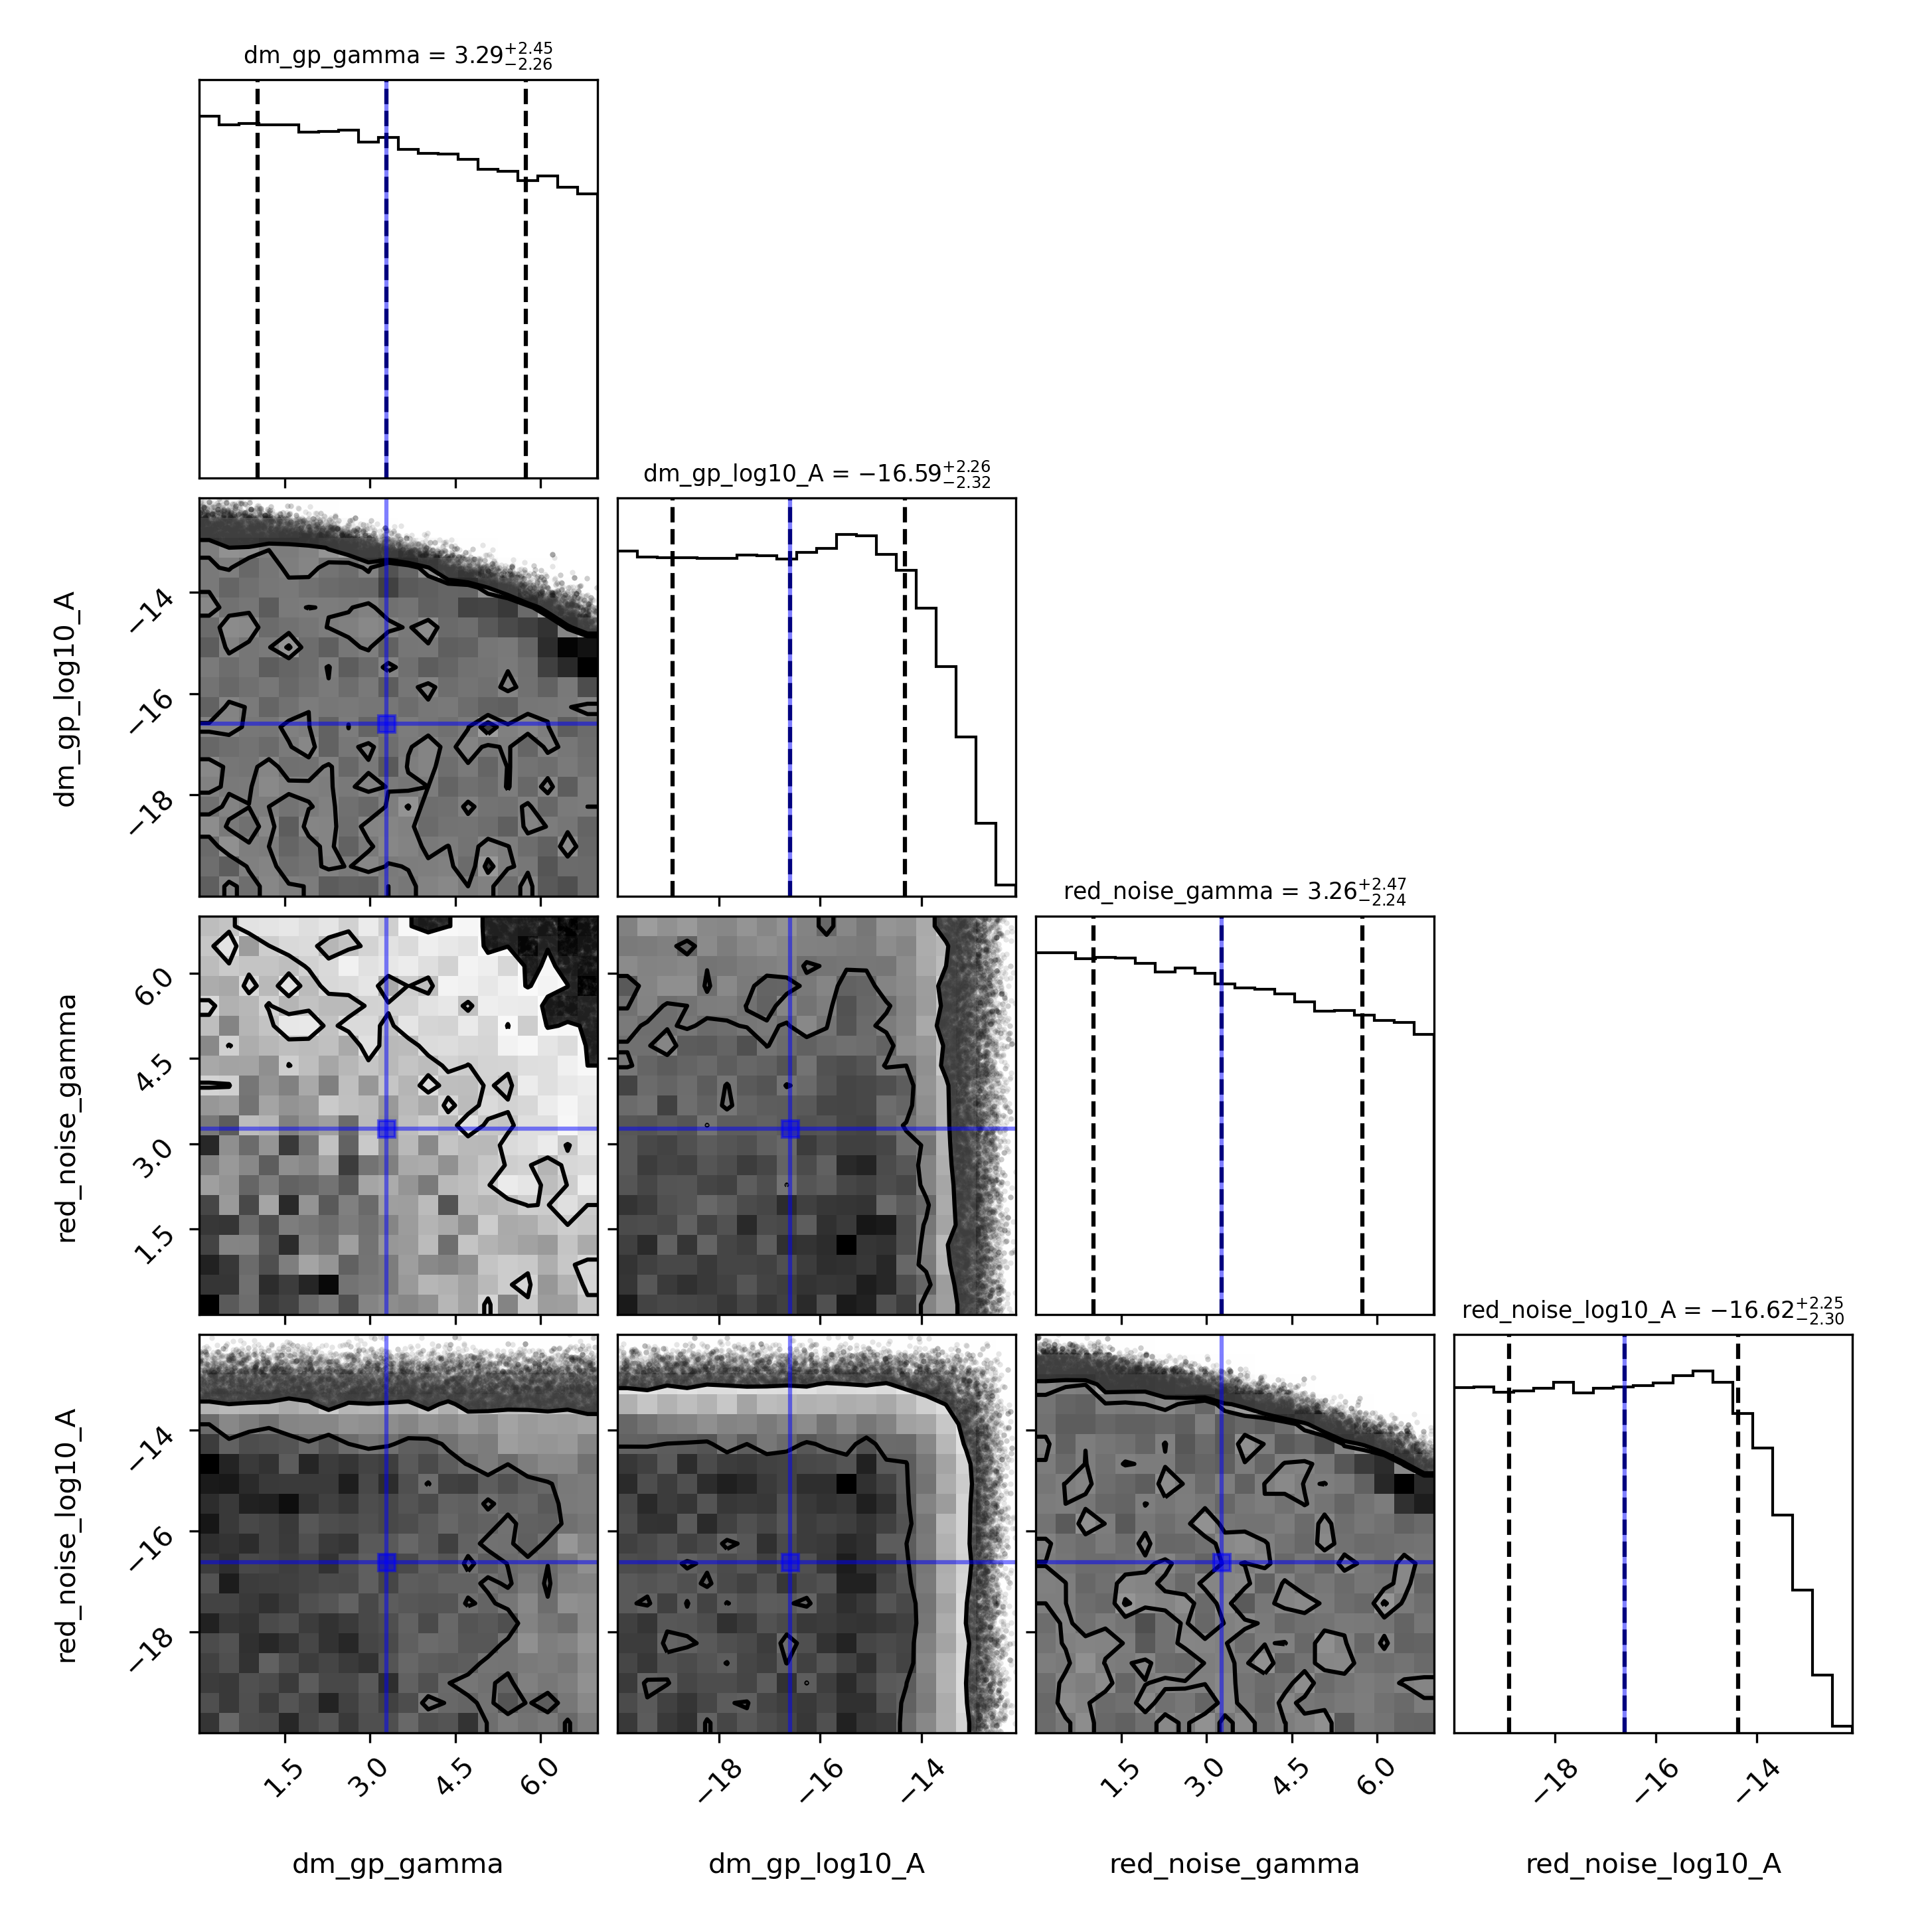 dm_gp_gamma = 3.29+2.45−2.26
dm_gp_log10_A = −16.59+2.26−2.32
−14
−16
−18
dm_gp_log10_A
red_noise_gamma = 3.26+2.47−2.24
6.0
4.5
3.0
1.5
red_noise_gamma
red_noise_log10_A = −16.62+2.25−2.30
−14
−16
−18
red_noise_log10_A
1.5 3.0 4.5 6.0 −18 −16 −14 1.5 3.0 4.5 6.0 −18 −16 −14
dm_gp_gamma dm_gp_log10_A red_noise_gamma red_noise_log10_A